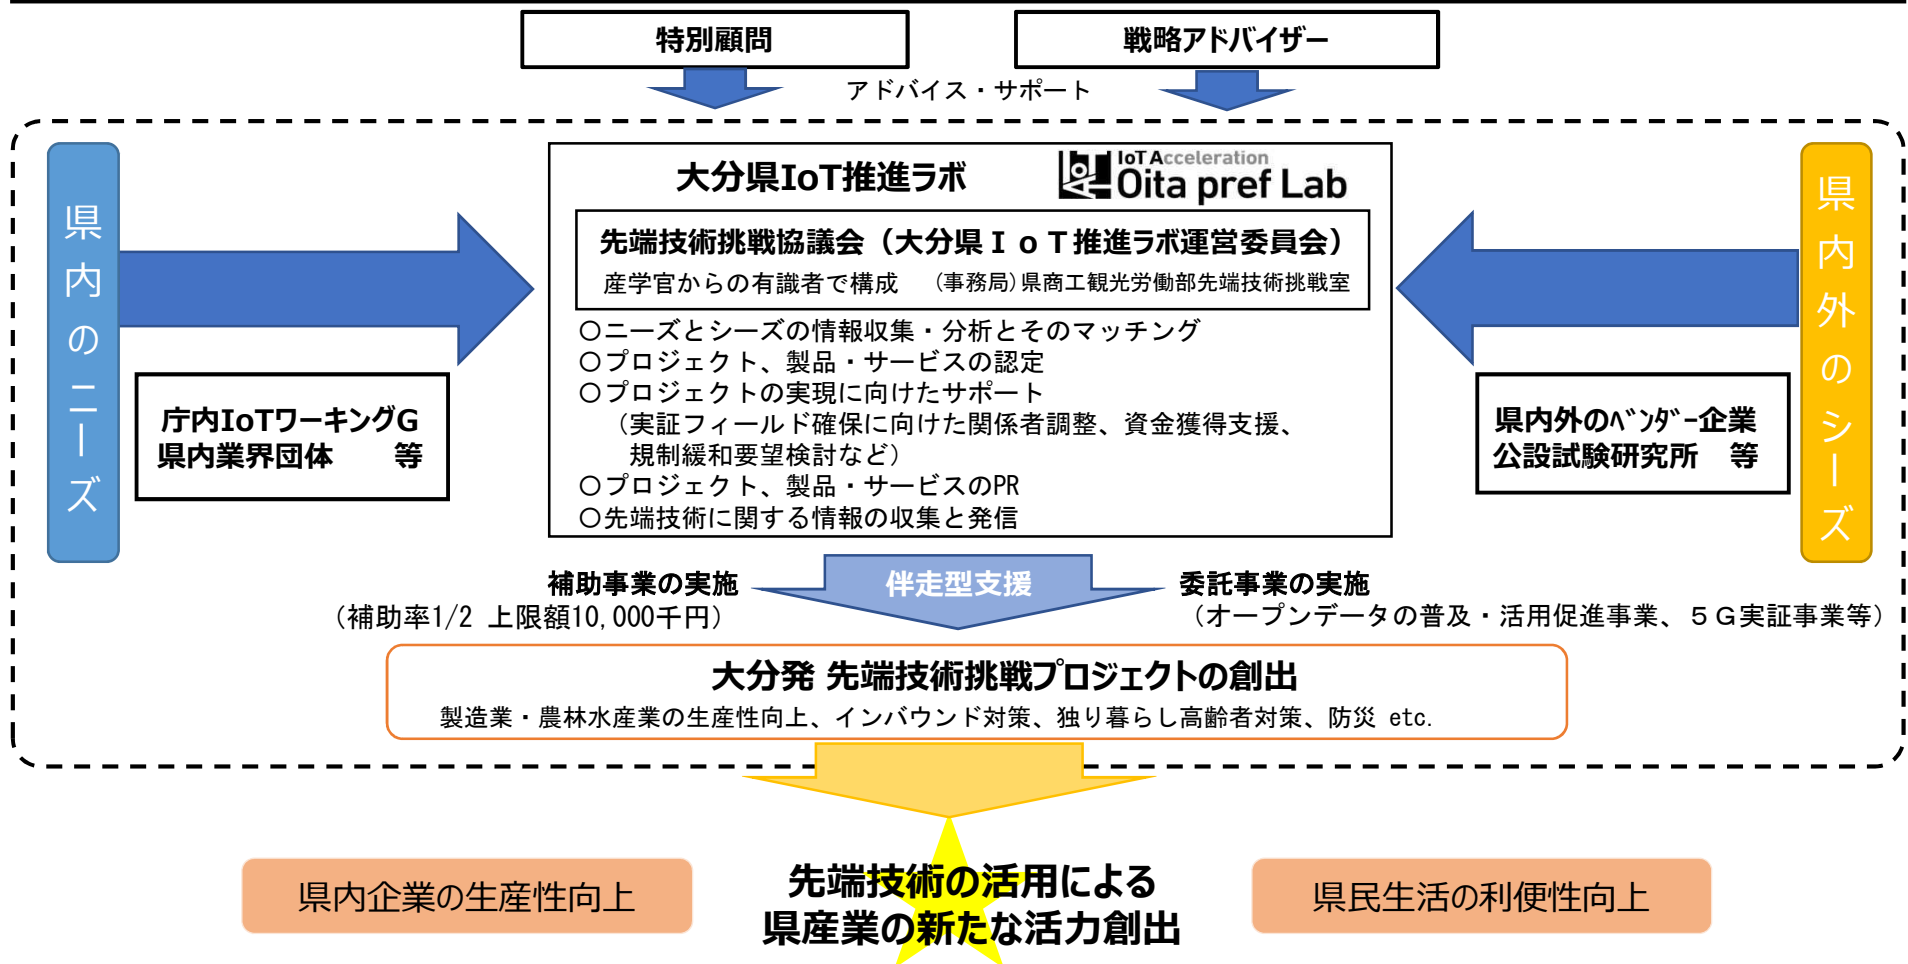 特別顧問
戦略アドバイザー
アドバイス・サポート
県内のニーズ
庁内IoTワーキングG
県内業界団体　　等
大分県IoT推進ラボ
IoT Acceleration
Oita pref Lab
先端技術挑戦協議会（大分県ＩｏＴ推進ラボ運営委員会）
産学官からの有識者で構成　（事務局）県商工観光労働部先端技術挑戦室
○ニーズとシーズの情報収集・分析とそのマッチング
○プロジェクト、製品・サービスの認定
○プロジェクトの実現に向けたサポート
（実証フィールド確保に向けた関係者調整、資金獲得支援、
規制緩和要望検討など）
○プロジェクト、製品・サービスのPR
○先端技術に関する情報の収集と発信
県内外のシーズ
県内外のﾍﾞﾝﾀﾞｰ企業
公設試験研究所　等
補助事業の実施
（補助率1/2 上限額10,000千円）
伴走型支援
委託事業の実施
（オープンデータの普及・活用促進事業、５Ｇ実証事業等）
大分発 先端技術挑戦プロジェクトの創出
製造業・農林水産業の生産性向上、インバウンド対策、独り暮らし高齢者対策、防災 etc.
県内企業の生産性向上
先端技術の活用による
県産業の新たな活力創出
県民生活の利便性向上